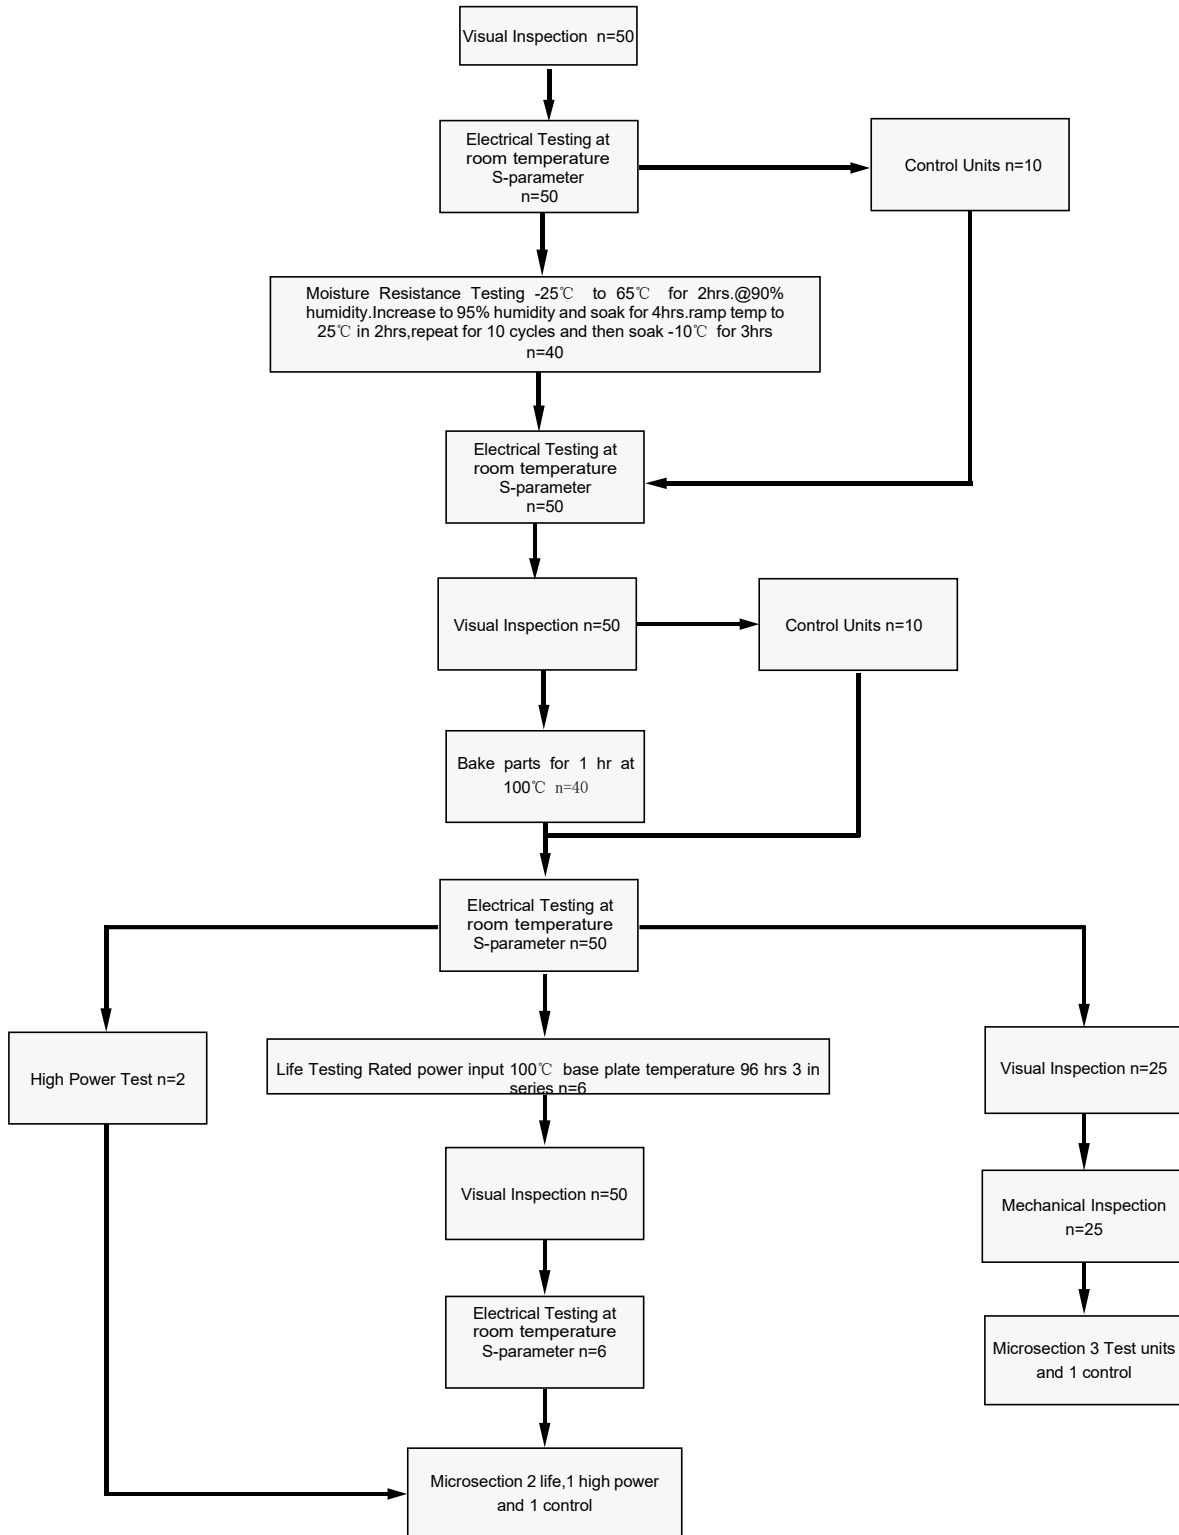 Visual Inspection n=50
Electrical Testing at
room temperature
S-parameter
n=50
Control Units n=10
Moisture Resistance Testing -25℃ to 65℃ for 2hrs.@90%
humidity.Increase to 95% humidity and soak for 4hrs.ramp temp to
25℃ in 2hrs,repeat for 10 cycles and then soak -10℃ for 3hrs
n=40
Electrical Testing at
room temperature
S-parameter
n=50
Visual Inspection n=50
Control Units n=10
Bake parts for 1 hr at
100℃ n=40
Electrical Testing at
room temperature
S-parameter n=50
High Power Test n=2
Life Testing Rated power input 100℃ base plate temperature 96 hrs 3 in
series n=6
Visual Inspection n=25
Visual Inspection n=50
Mechanical Inspection
n=25
Electrical Testing at
room temperature
S-parameter n=6
Microsection 3 Test units
and 1 control
Microsection 2 life,1 high power
and 1 control